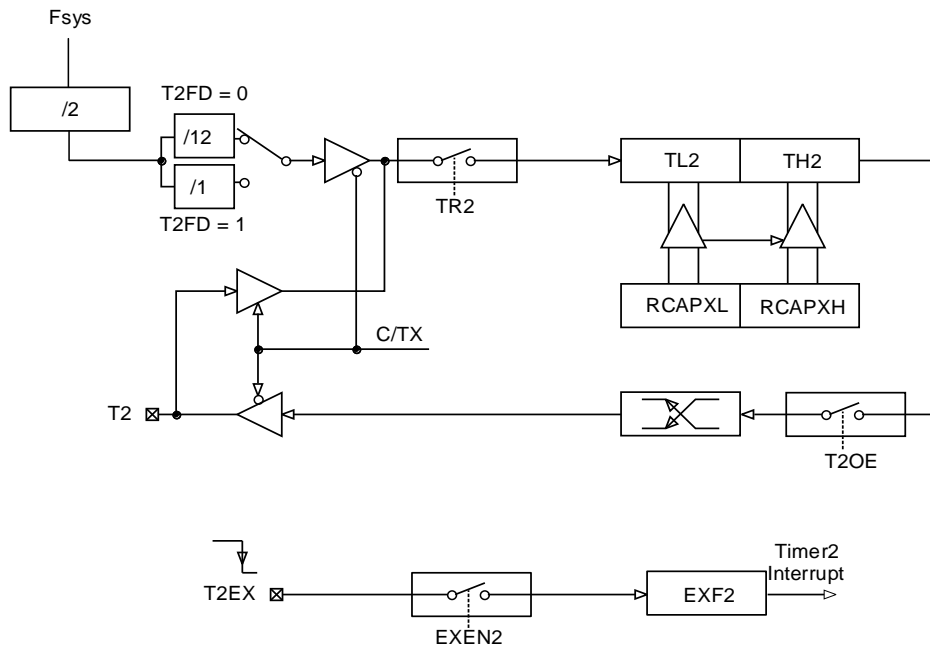 Fsys
/2
T2FD = 0
/12
/1
T2FD = 1
TR2
TL2
TH2
RCAPXL
RCAPXH
C/TX
T2
T2OE
T2EX
EXEN2
EXF2
Timer2
Interrupt